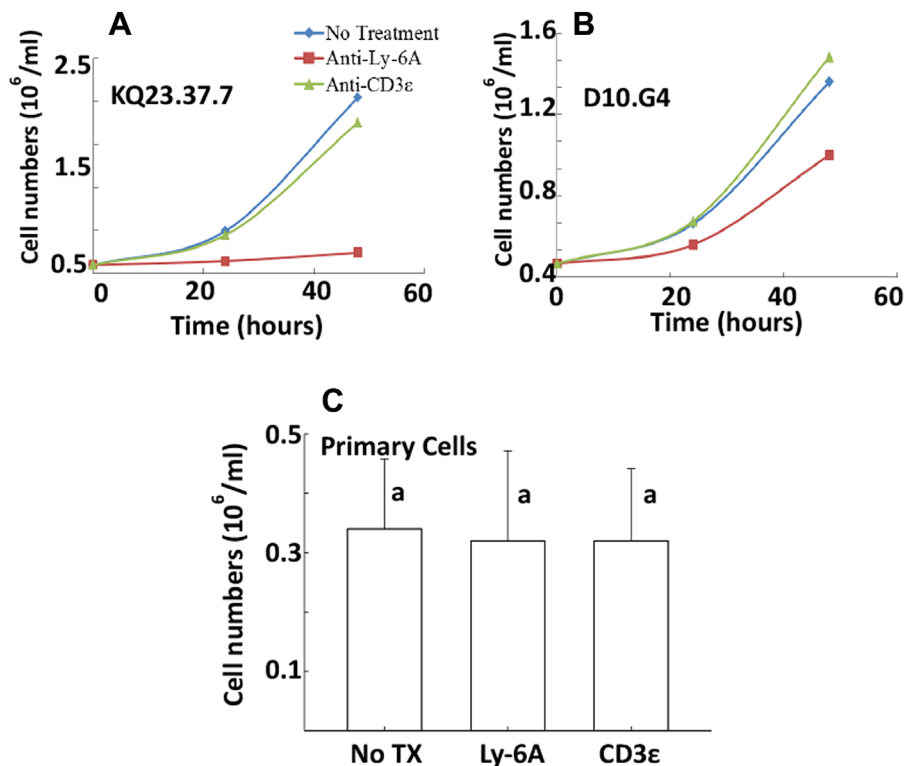 A
No Treatment
Anti-Ly-6A
Anti-CD3ε
KQ23.37.7
Cell numbers (10⁶/ml)
2.5
1.5
0.5
0 20 40 60
Time (hours)
B
D10.G4
Cell numbers (10⁶/ml)
1.6
1.2
0.8
0.4
0 20 40 60
Time (hours)
C
Primary Cells
Cell numbers (10⁶/ml)
0.5
0.3
0.1
a a a
No TX Ly-6A CD3ε